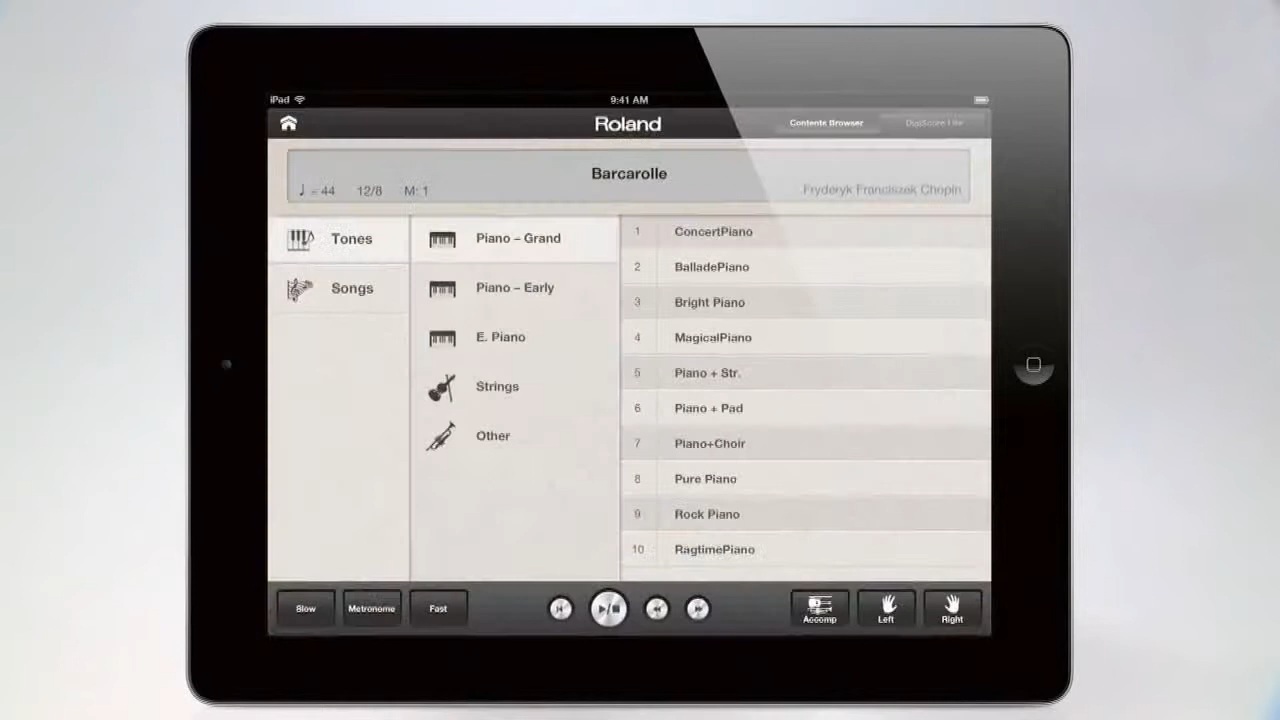 iPad 9:41 AM
Roland Contents Browser DigiScore Lite
Barcarolle
♩ = 44 12/8 M: 1 Fryderyk Franciszek Chopin
Tones
Songs
Piano – Grand
Piano – Early
E. Piano
Strings
Other
1 ConcertPiano
2 BalladePiano
3 Bright Piano
4 MagicalPiano
5 Piano + Str.
6 Piano + Pad
7 Piano+Choir
8 Pure Piano
9 Rock Piano
10 RagtimePiano
Slow Metronome Fast Accomp Left Right